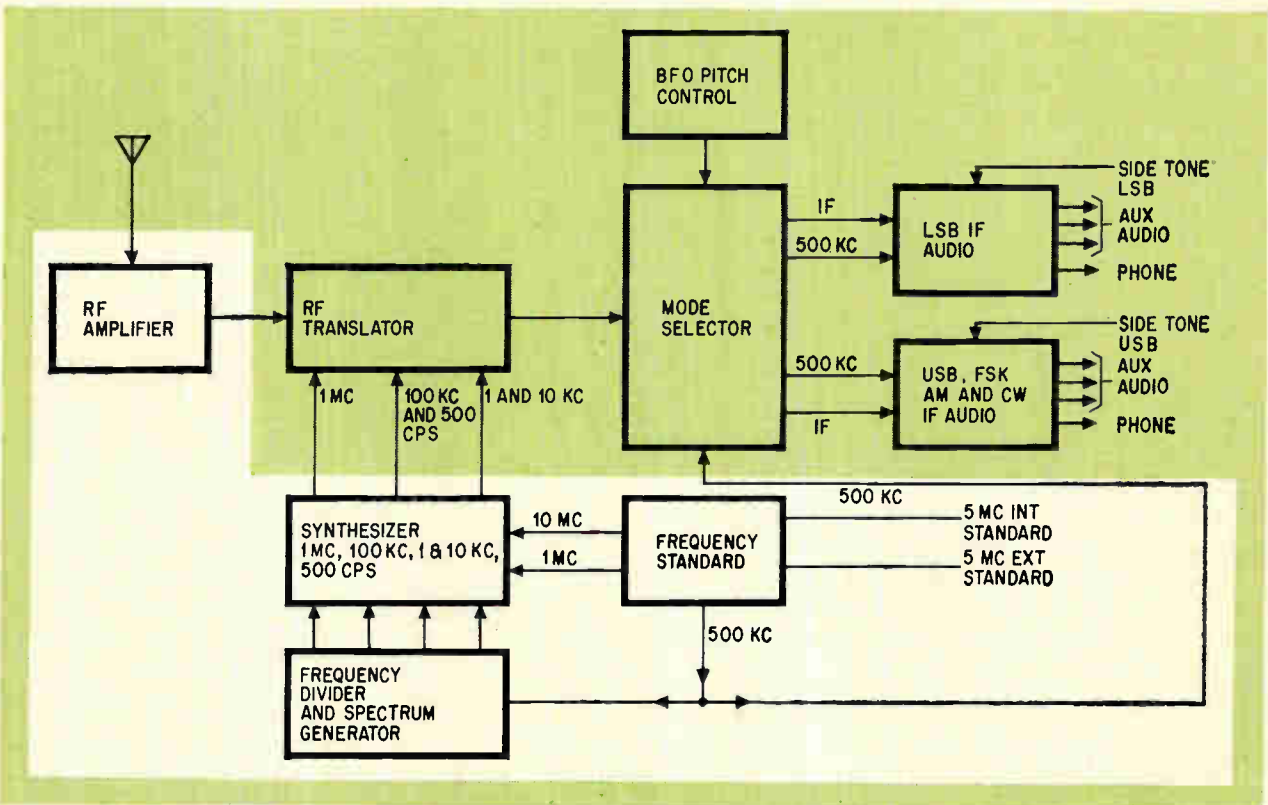 BFO PITCH
CONTROL
RF
AMPLIFIER
RF
TRANSLATOR
MODE
SELECTOR
IF
500 KC
500 KC
IF
LSB IF
AUDIO
SIDE TONE
LSB
AUX
AUDIO
PHONE
USB, FSK
AM AND CW
IF AUDIO
SIDE TONE
USB
AUX
AUDIO
PHONE
1 MC
100 KC
AND 500
CPS
1 AND 10 KC
SYNTHESIZER
1 MC, 100 KC, 1 & 10 KC,
500 CPS
10 MC
1 MC
FREQUENCY
STANDARD
500 KC
5 MC INT
STANDARD
5 MC EXT
STANDARD
500 KC
FREQUENCY
DIVIDER
AND SPECTRUM
GENERATOR